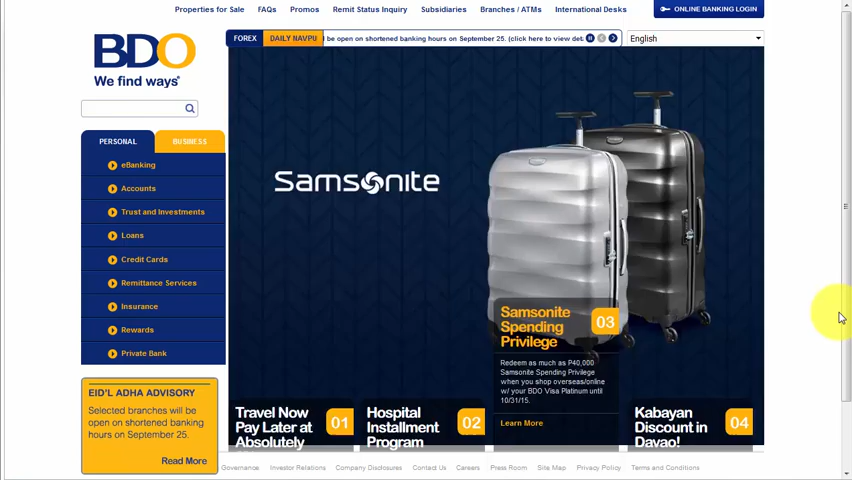 Properties for Sale FAQs Promos Remit Status Inquiry Subsidiaries Branches / ATMs International Desks ONLINE BANKING LOGIN
BDO
We find ways®
FOREX DAILY NAVPU l be open on shortened banking hours on September 25. (click here to view det English
PERSONAL BUSINESS
eBanking
Accounts
Trust and Investments
Loans
Credit Cards
Remittance Services
Insurance
Rewards
Private Bank
EID'L ADHA ADVISORY
Selected branches will be
open on shortened banking
hours on September 25.
Read More
Samsonite
Travel Now
Pay Later at
Absolutely
01
Hospital
Installment
Program
02
Samsonite
Spending
Privilege
03
Redeem as much as P40,000
Samsonite Spending Privilege
when you shop overseas/online
w/ your BDO Visa Platinum until
10/31/15.
Learn More
Kabayan
Discount in
Davao!
04
Governance Investor Relations Company Disclosures Contact Us Careers Press Room Site Map Privacy Policy Terms and Conditions